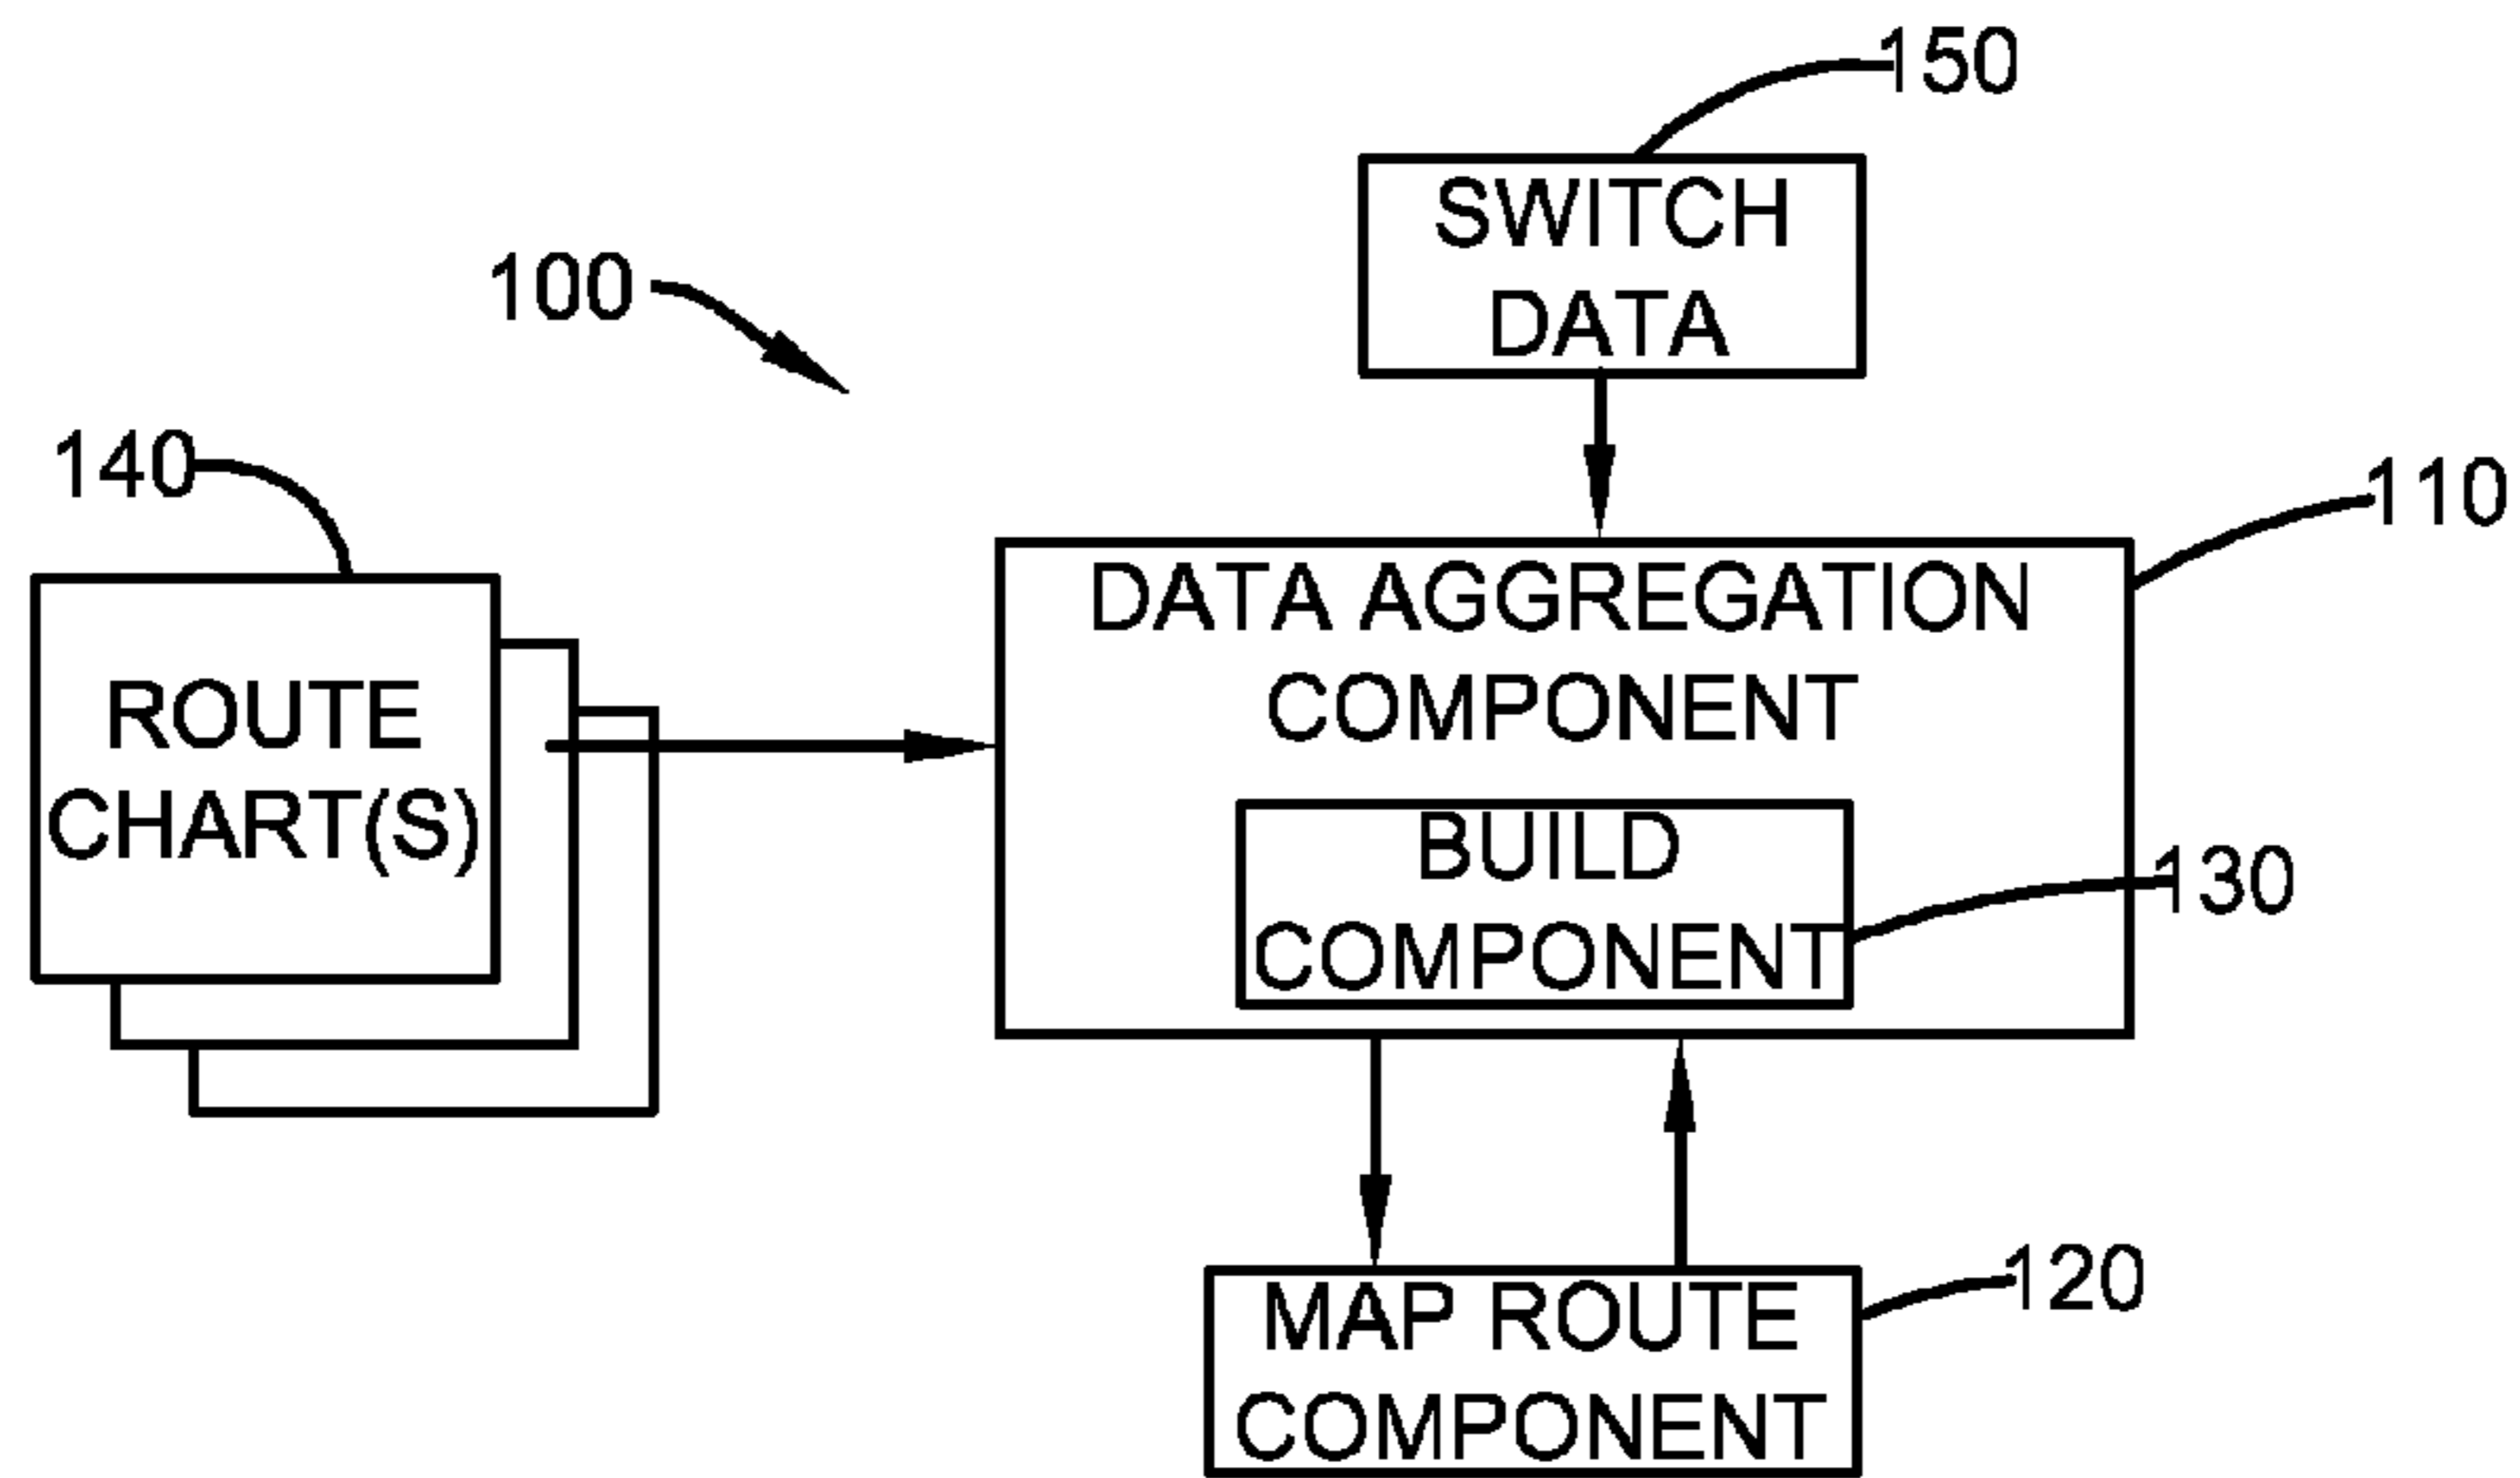 150
SWITCH
DATA
100
140
110
ROUTE
CHART(S)
DATA AGGREGATION
COMPONENT
BUILD
COMPONENT
130
120
MAP ROUTE
COMPONENT